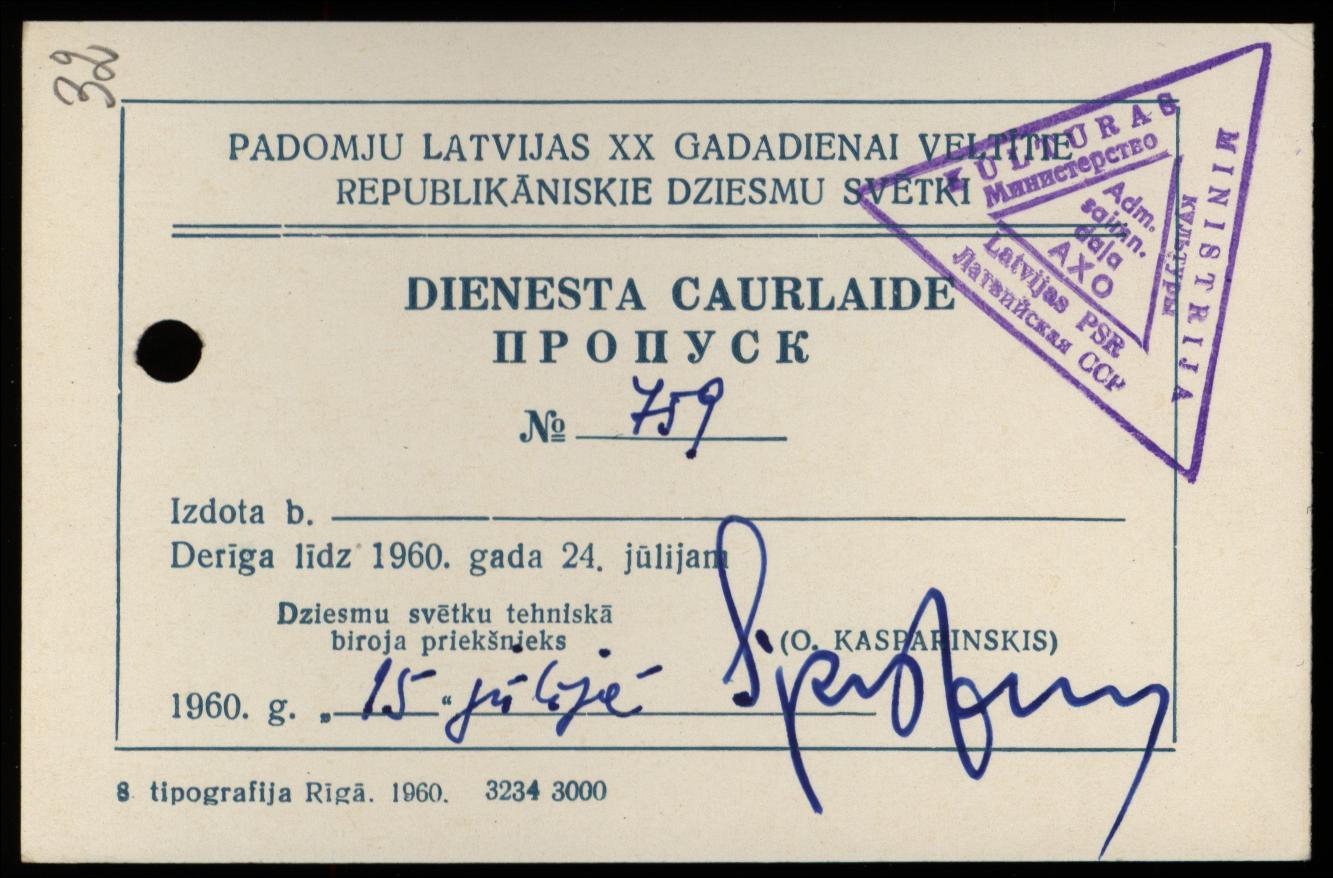 32
PADOMJU LATVIJAS XX GADADIENAI VELTĪTIE
REPUBLIKĀNISKIE DZIESMU SVĒTKI
KULTURAS
MINISTRIJA
Министерство
культуры
Adm.
saimn.
daļa
АХО
Latvijas PSR
Латвийская ССР
DIENESTA CAURLAIDE
ПРОПУСК
№ 759
Izdota b.
Derīga līdz 1960. gada 24. jūlijam
Dziesmu svētku tehniskā
biroja priekšnieks (O. KASPARINSKIS)
1960. g. „15“ jūlijā
8 tipografija Rīgā. 1960. 3234 3000